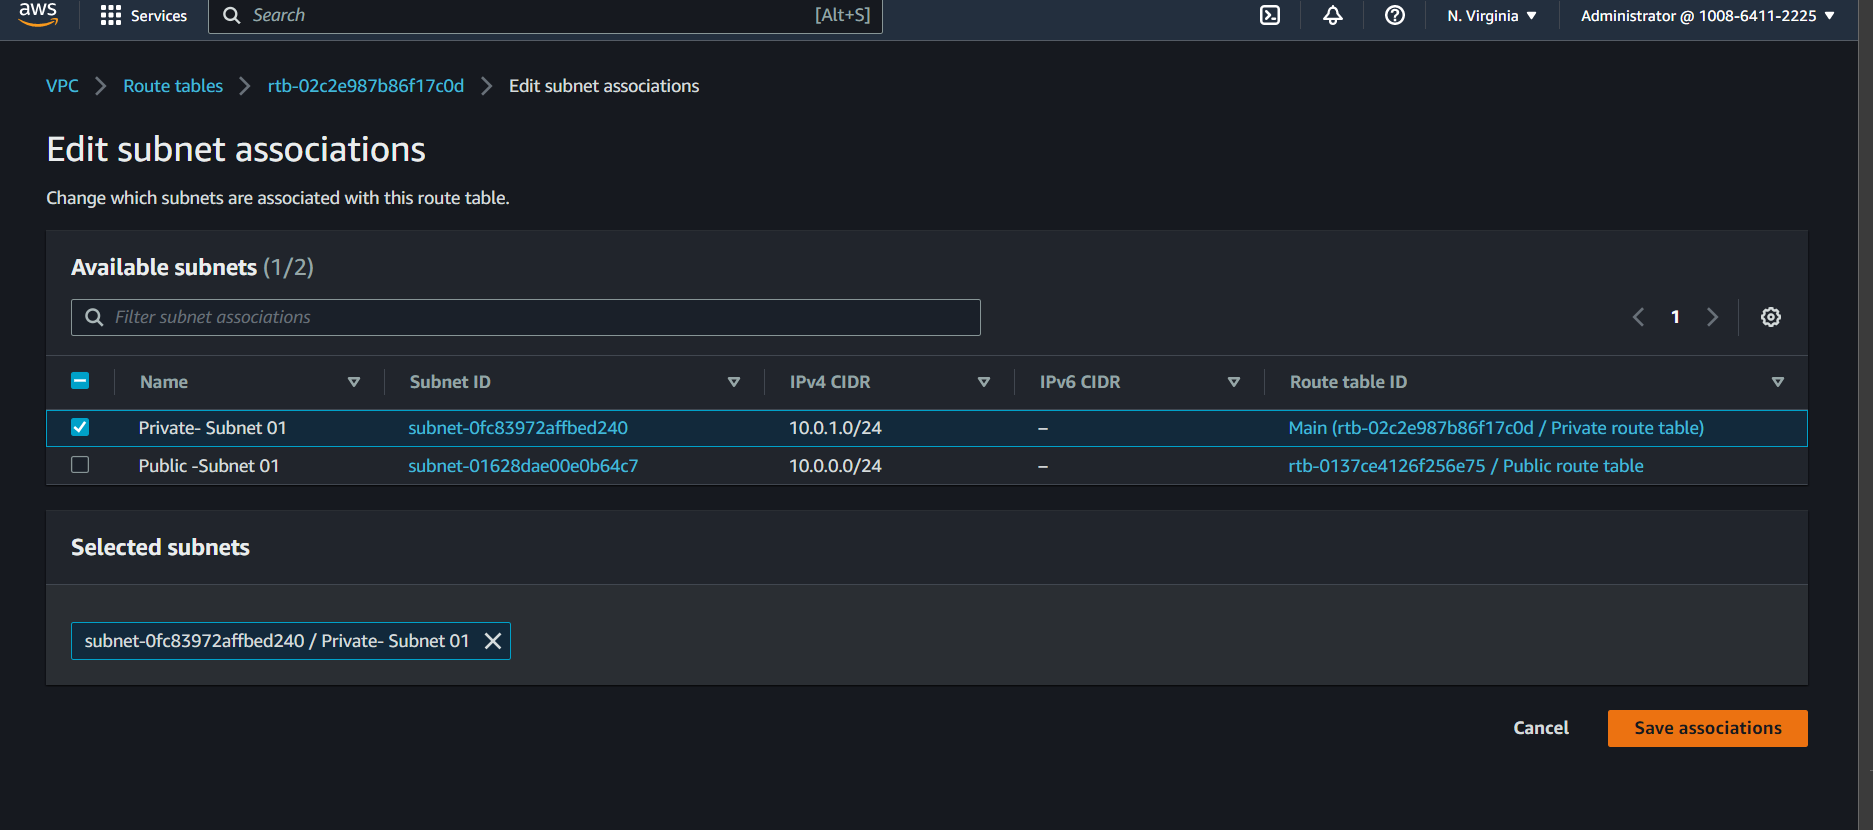 aws
Services
Search [Alt+S]
N. Virginia
Administrator @ 1008-6411-2225
VPC
Route tables
rtb-02c2e987b86f17c0d
Edit subnet associations
Edit subnet associations
Change which subnets are associated with this route table.
Available subnets (1/2)
Filter subnet associations
1
Name Subnet ID IPv4 CIDR IPv6 CIDR Route table ID
Private- Subnet 01 subnet-0fc83972affbed240 10.0.1.0/24 – Main (rtb-02c2e987b86f17c0d / Private route table)
Public -Subnet 01 subnet-01628dae00e0b64c7 10.0.0.0/24 – rtb-0137ce4126f256e75 / Public route table
Selected subnets
subnet-0fc83972affbed240 / Private- Subnet 01
Cancel
Save associations